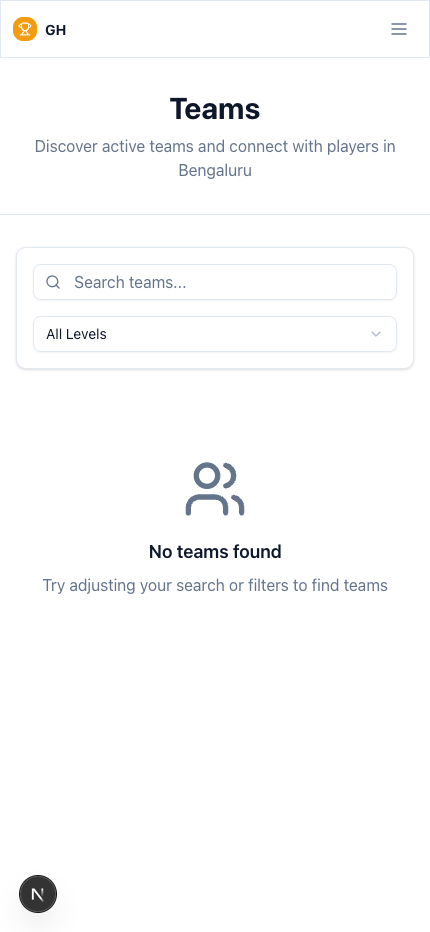 GH
Teams
Discover active teams and connect with players in
Bengaluru
Search teams...
All Levels
No teams found
Try adjusting your search or filters to find teams
N